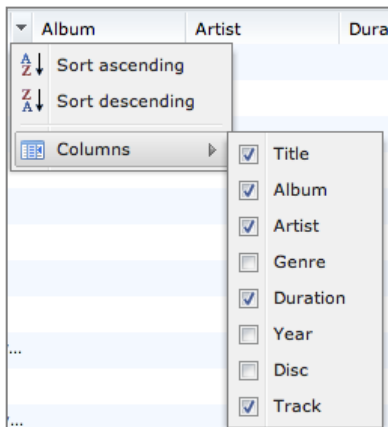 Album Artist Dura
Sort ascending
Sort descending
Columns
Title
Album
Artist
Genre
Duration
Year
Disc
Track
...
...